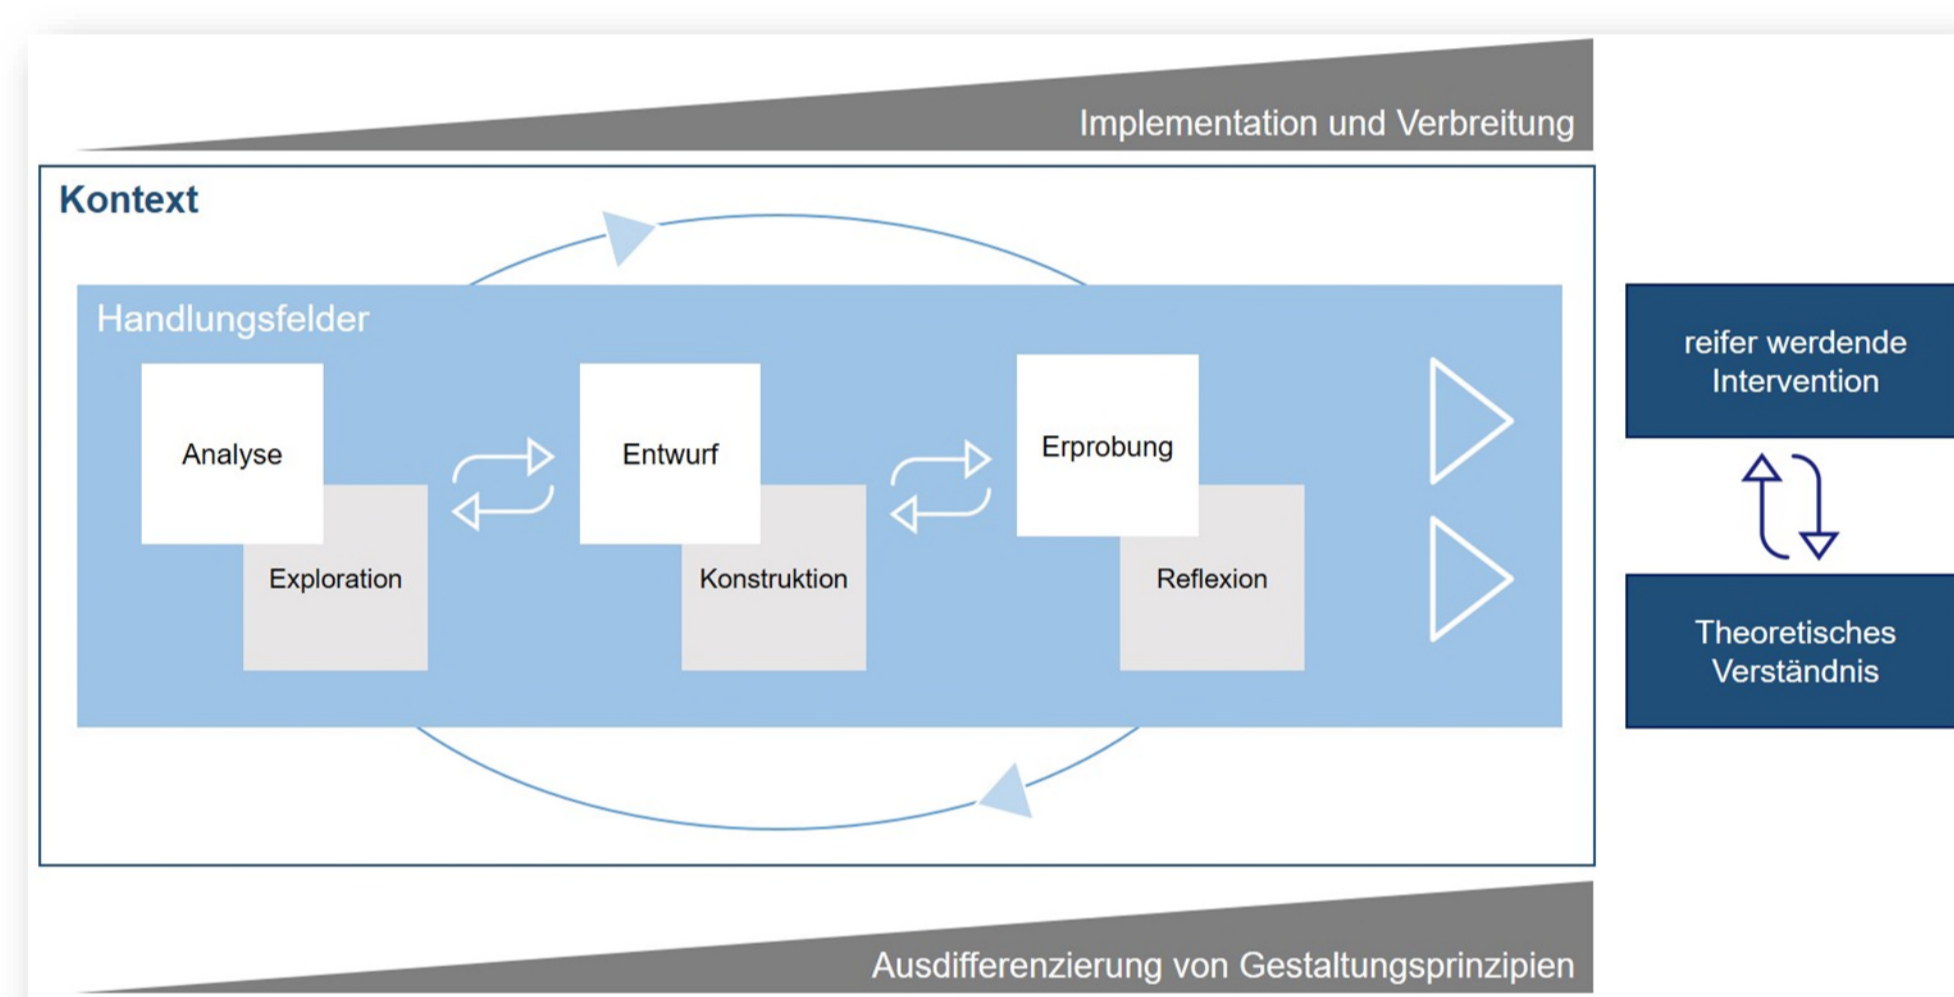 Implementation und Verbreitung
Kontext
Handlungsfelder
Analyse
Exploration
Entwurf
Konstruktion
Erprobung
Reflexion
reifer werdende
Intervention
Theoretisches
Verständnis
Ausdifferenzierung von Gestaltungsprinzipien